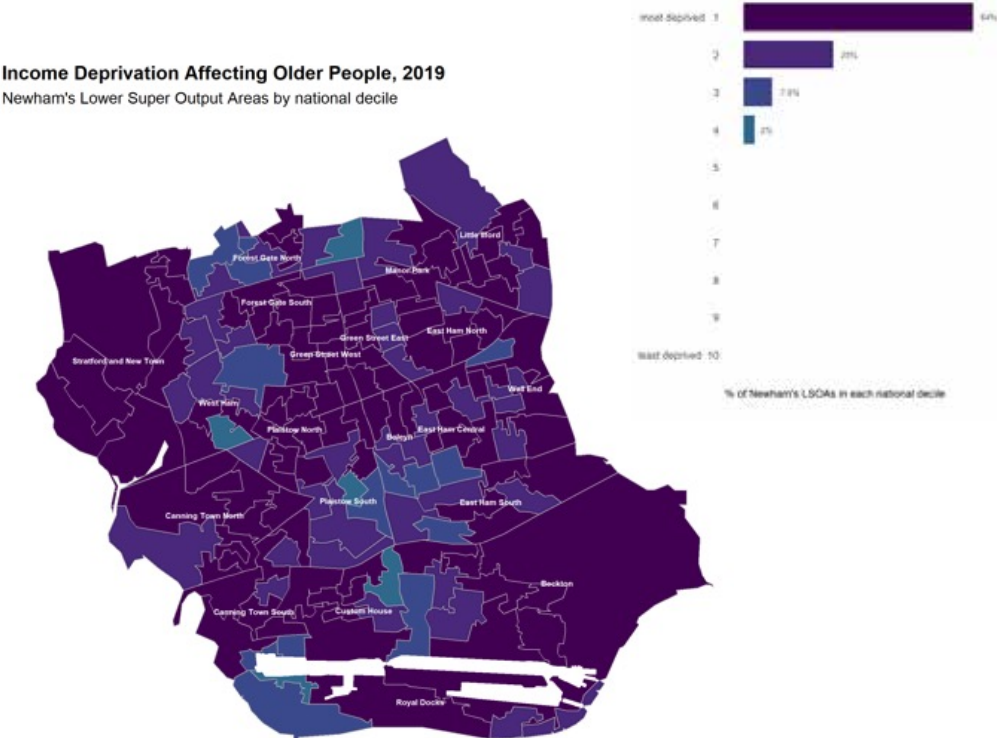 most deprived 1
64%
2
3
7.9%
4
2%
5
6
7
8
9
least deprived 10
% of Newham's LSOAs in each national decile
Income Deprivation Affecting Older People, 2019
Newham's Lower Super Output Areas by national decile
Little Ilford
Forest Gate North
Manor Park
Forest Gate South
East Ham North
Green Street East
Green Street West
Stratford and New Town
Wall End
West Ham
Plaistow North
East Ham Central
Boleyn
Plaistow South
East Ham South
Canning Town North
Beckton
Canning Town South
Custom House
Royal Docks